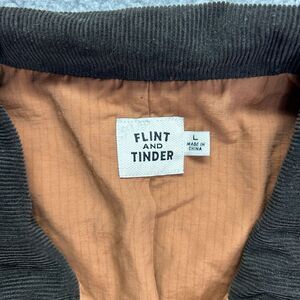 FLINT
AND
TINDER
L
MADE IN
CHINA